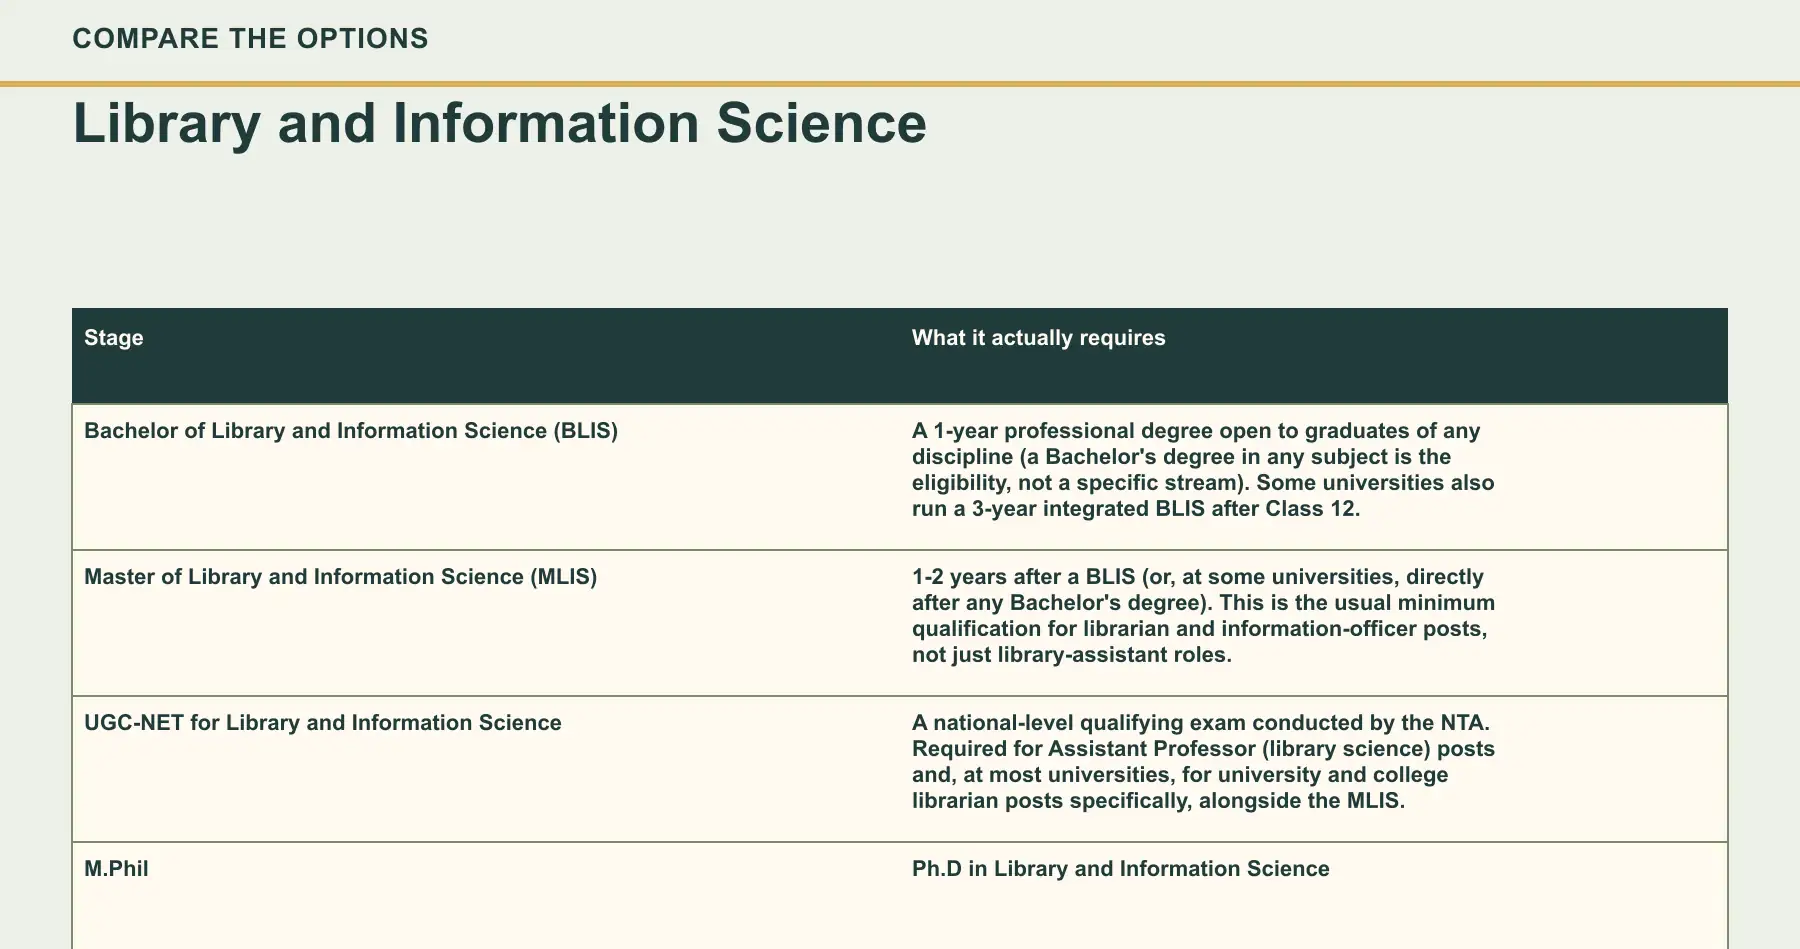 COMPARE THE OPTIONS
Library and Information Science
Stage
What it actually requires
Bachelor of Library and Information Science (BLIS)
A 1-year professional degree open to graduates of any
discipline (a Bachelor's degree in any subject is the
eligibility, not a specific stream). Some universities also
run a 3-year integrated BLIS after Class 12.
Master of Library and Information Science (MLIS)
1-2 years after a BLIS (or, at some universities, directly
after any Bachelor's degree). This is the usual minimum
qualification for librarian and information-officer posts,
not just library-assistant roles.
UGC-NET for Library and Information Science
A national-level qualifying exam conducted by the NTA.
Required for Assistant Professor (library science) posts
and, at most universities, for university and college
librarian posts specifically, alongside the MLIS.
M.Phil
Ph.D in Library and Information Science